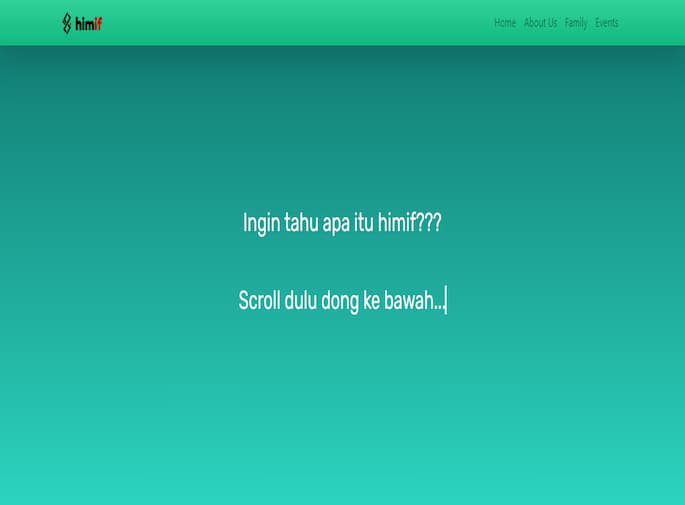 himif
Home About Us Family Events
Ingin tahu apa itu himif???
Scroll dulu dong ke bawah...